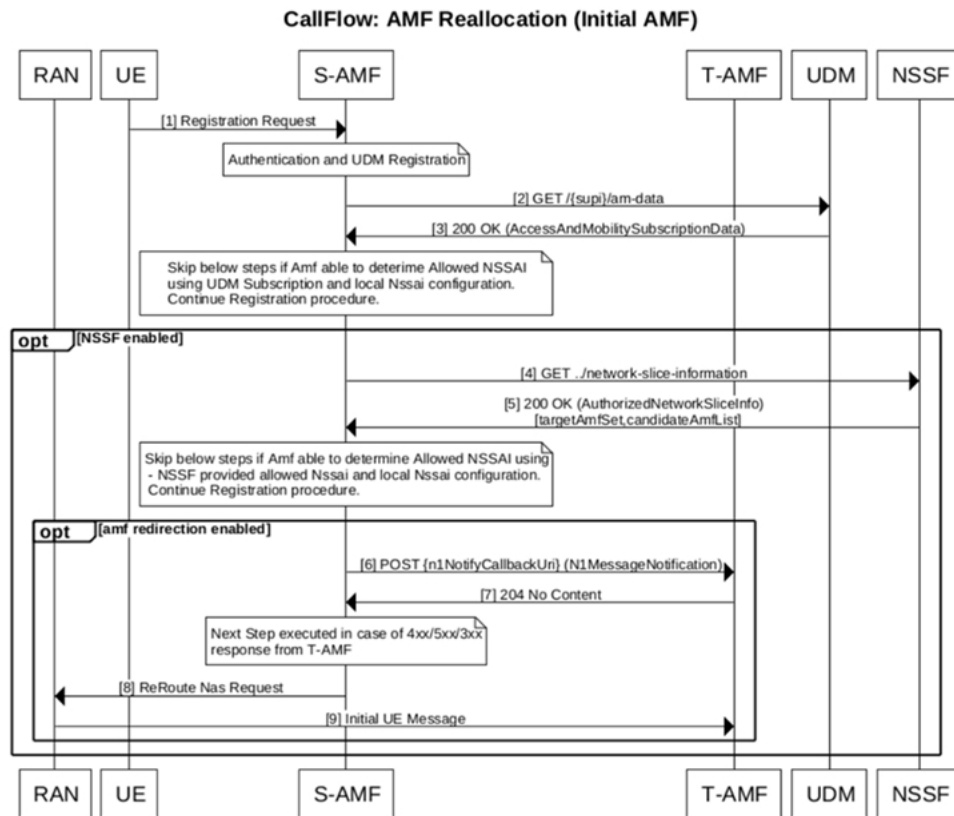 CallFlow: AMF Reallocation (Initial AMF)
RAN UE S-AMF T-AMF UDM NSSF
[1] Registration Request
Authentication and UDM Registration
[2] GET /{supi}/am-data
[3] 200 OK (AccessAndMobilitySubscriptionData)
Skip below steps if Amf able to deterime Allowed NSSAI
using UDM Subscription and local Nssai configuration.
Continue Registration procedure.
opt [NSSF enabled]
[4] GET ../network-slice-information
[5] 200 OK (AuthorizedNetworkSliceInfo)
[targetAmfSet,candidateAmfList]
Skip below steps if Amf able to determine Allowed NSSAI using
- NSSF provided allowed Nssai and local Nssai configuration.
Continue Registration procedure.
opt [amf redirection enabled]
[6] POST {n1NotifyCallbackUri} (N1MessageNotification)
[7] 204 No Content
Next Step executed in case of 4xx/5xx/3xx
response from T-AMF
[8] ReRoute Nas Request
[9] Initial UE Message
RAN UE S-AMF T-AMF UDM NSSF